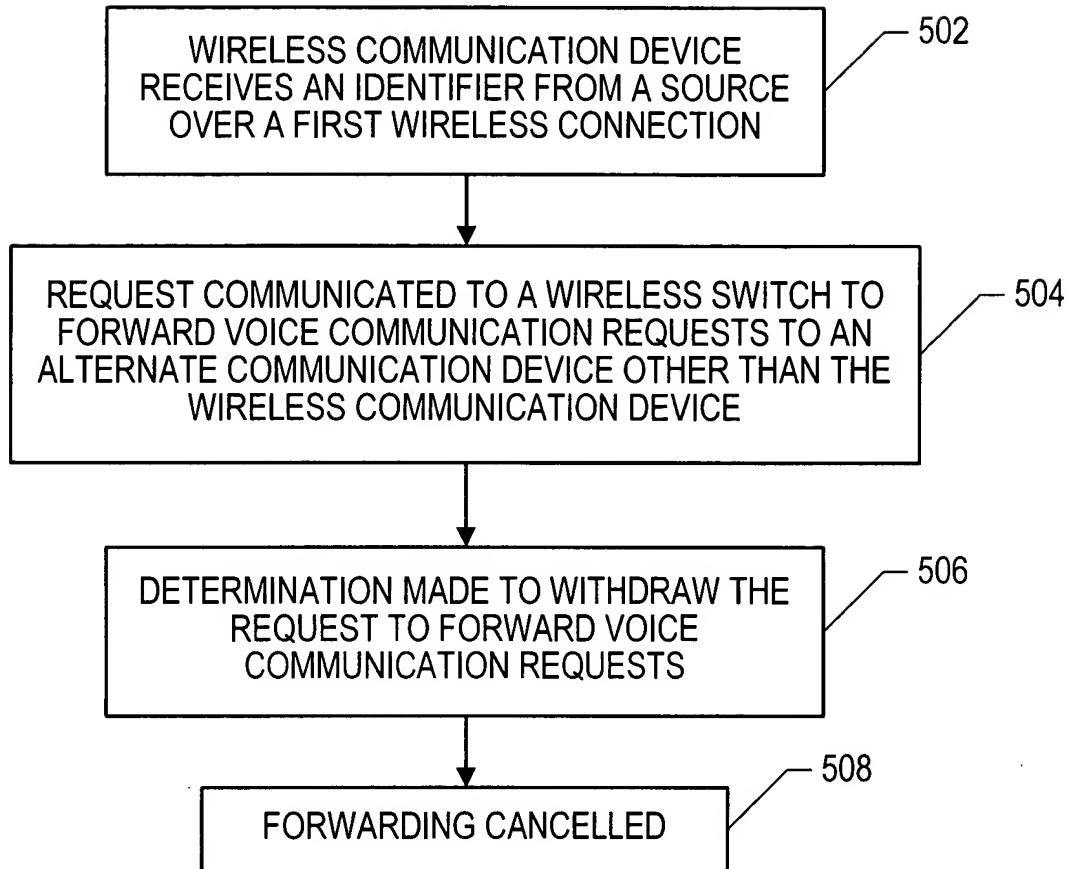 WIRELESS COMMUNICATION DEVICE
RECEIVES AN IDENTIFIER FROM A SOURCE
OVER A FIRST WIRELESS CONNECTION
502
REQUEST COMMUNICATED TO A WIRELESS SWITCH TO
FORWARD VOICE COMMUNICATION REQUESTS TO AN
ALTERNATE COMMUNICATION DEVICE OTHER THAN THE
WIRELESS COMMUNICATION DEVICE
504
DETERMINATION MADE TO WITHDRAW THE
REQUEST TO FORWARD VOICE
COMMUNICATION REQUESTS
506
FORWARDING CANCELLED
508